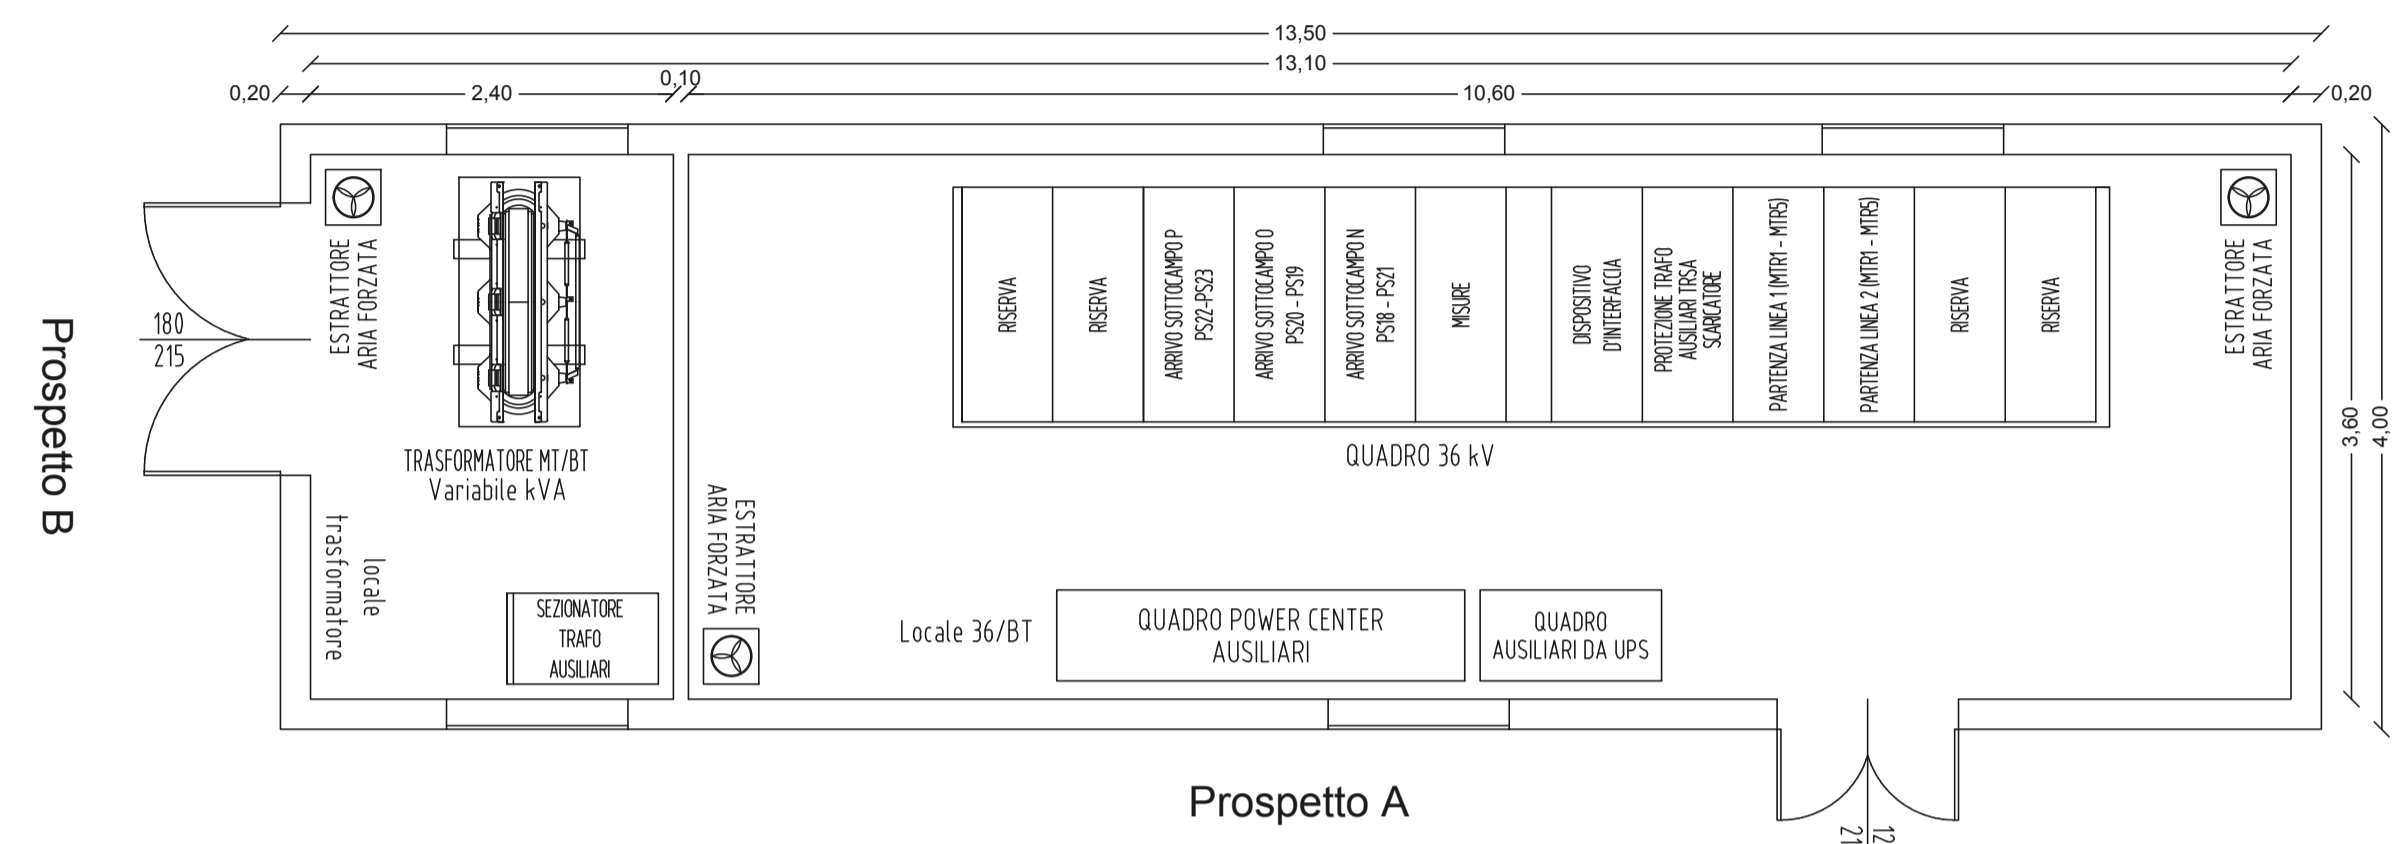 13,50
13,10
0,20
2,40
0,10
10,60
0,20
ESTRATTORE
ARIA FORZATA
180
215
Prospetto B
TRASFORMATORE MT/BT
Variabile kVA
locale
trasformatore
SEZIONATORE
TRAFO
AUSILIARI
ESTRATTORE
ARIA FORZATA
RISERVA
RISERVA
ARRIVO SOTTOCAMPO P
PS22-PS23
ARRIVO SOTTOCAMPO O
PS20 - PS19
ARRIVO SOTTOCAMPO N
PS18 - PS21
MISURE
DISPOSITIVO
D'INTERFACCIA
PROTEZIONE TRAFO
AUSILIARI TRSA
SCARICATORE
PARTENZA LINEA 1 (MTR1 - MTR5)
PARTENZA LINEA 2 (MTR1 - MTR5)
RISERVA
RISERVA
QUADRO 36 kV
ESTRATTORE
ARIA FORZATA
3,60
4,00
Locale 36/BT
QUADRO POWER CENTER
AUSILIARI
QUADRO
AUSILIARI DA UPS
Prospetto A
12
21